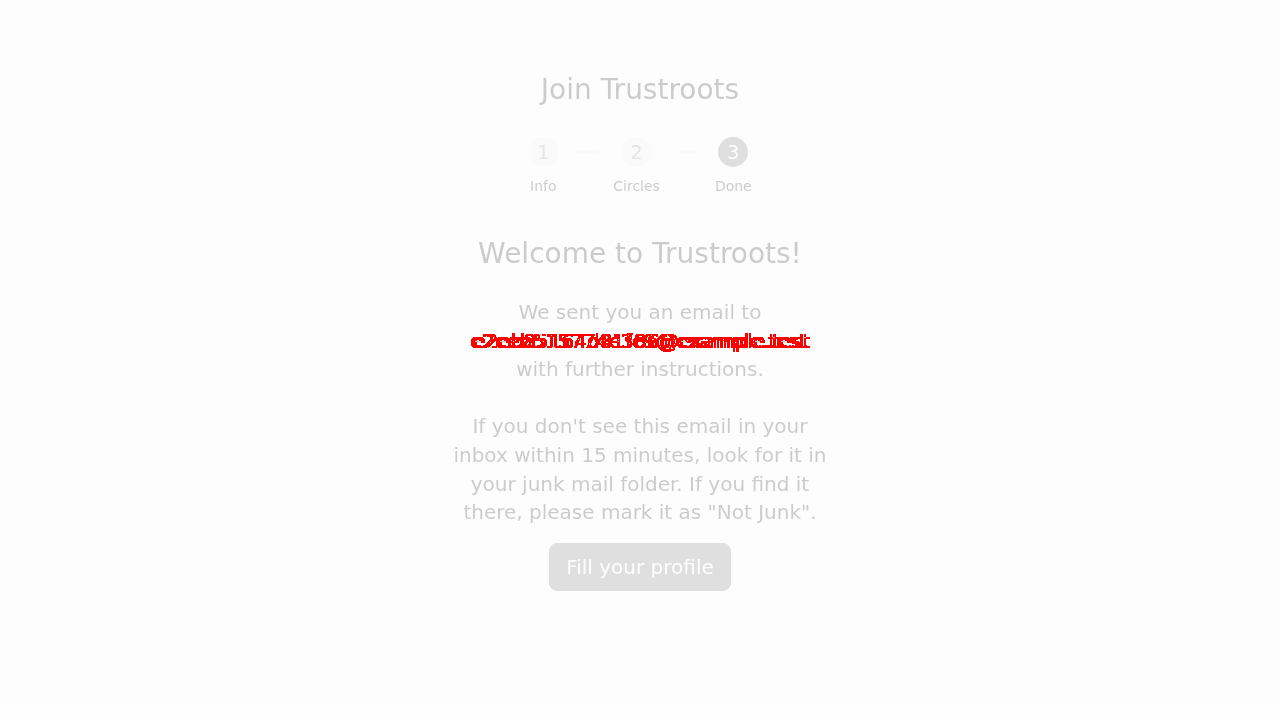 Join Trustroots
1 2 3
Info Circles Done
Welcome to Trustroots!
We sent you an email to
with further instructions.
If you don't see this email in your
inbox within 15 minutes, look for it in
your junk mail folder. If you find it
there, please mark it as "Not Junk".
Fill your profile